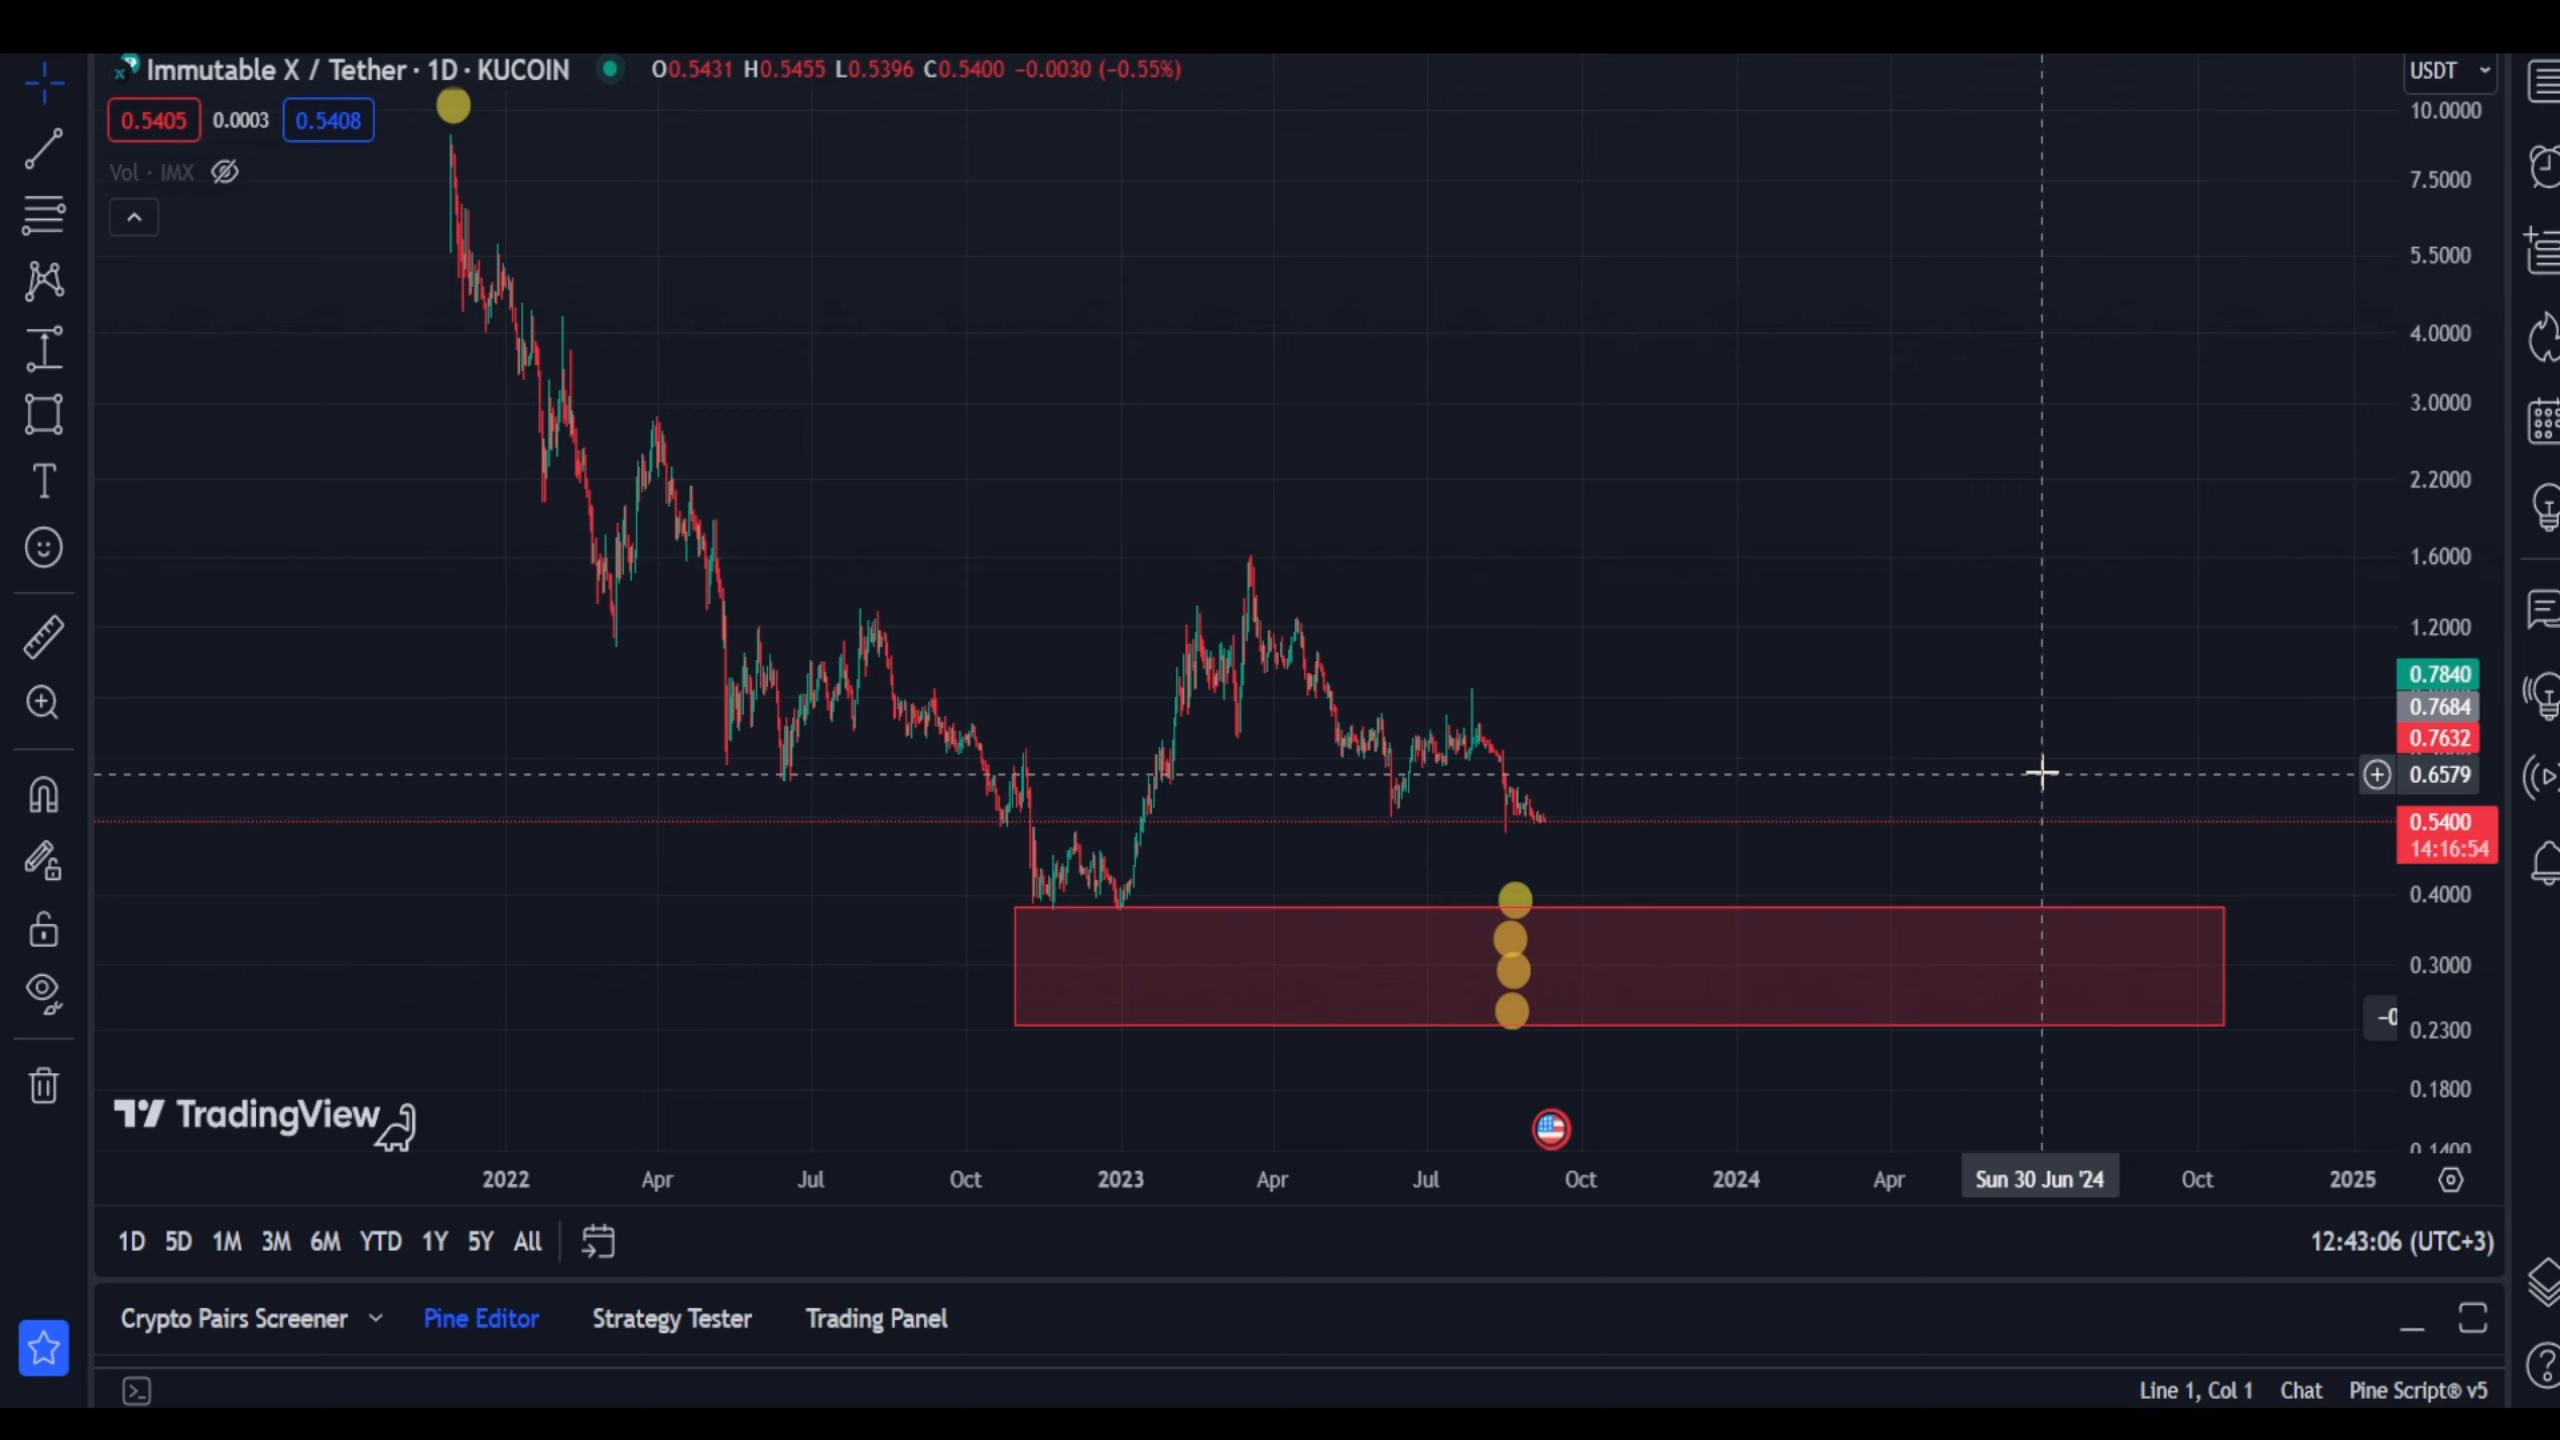 Immutable X / Tether · 1D · KUCOIN
O0.5431 H0.5455 L0.5396 C0.5400 −0.0030 (−0.55%)
USDT
0.5405 0.0003 0.5408
Vol · IMX
10.0000
7.5000
5.5000
4.0000
3.0000
2.2000
1.6000
1.2000
0.7840
0.7684
0.7632
0.6579
0.5400
14:16:54
0.4000
0.3000
−0
0.2300
0.1800
0.1400
TradingView
2022 Apr Jul Oct 2023 Apr Jul Oct 2024 Apr Sun 30 Jun '24 Oct 2025
1D 5D 1M 3M 6M YTD 1Y 5Y All
12:43:06 (UTC+3)
Crypto Pairs Screener Pine Editor Strategy Tester Trading Panel
Line 1, Col 1 Chat Pine Script® v5